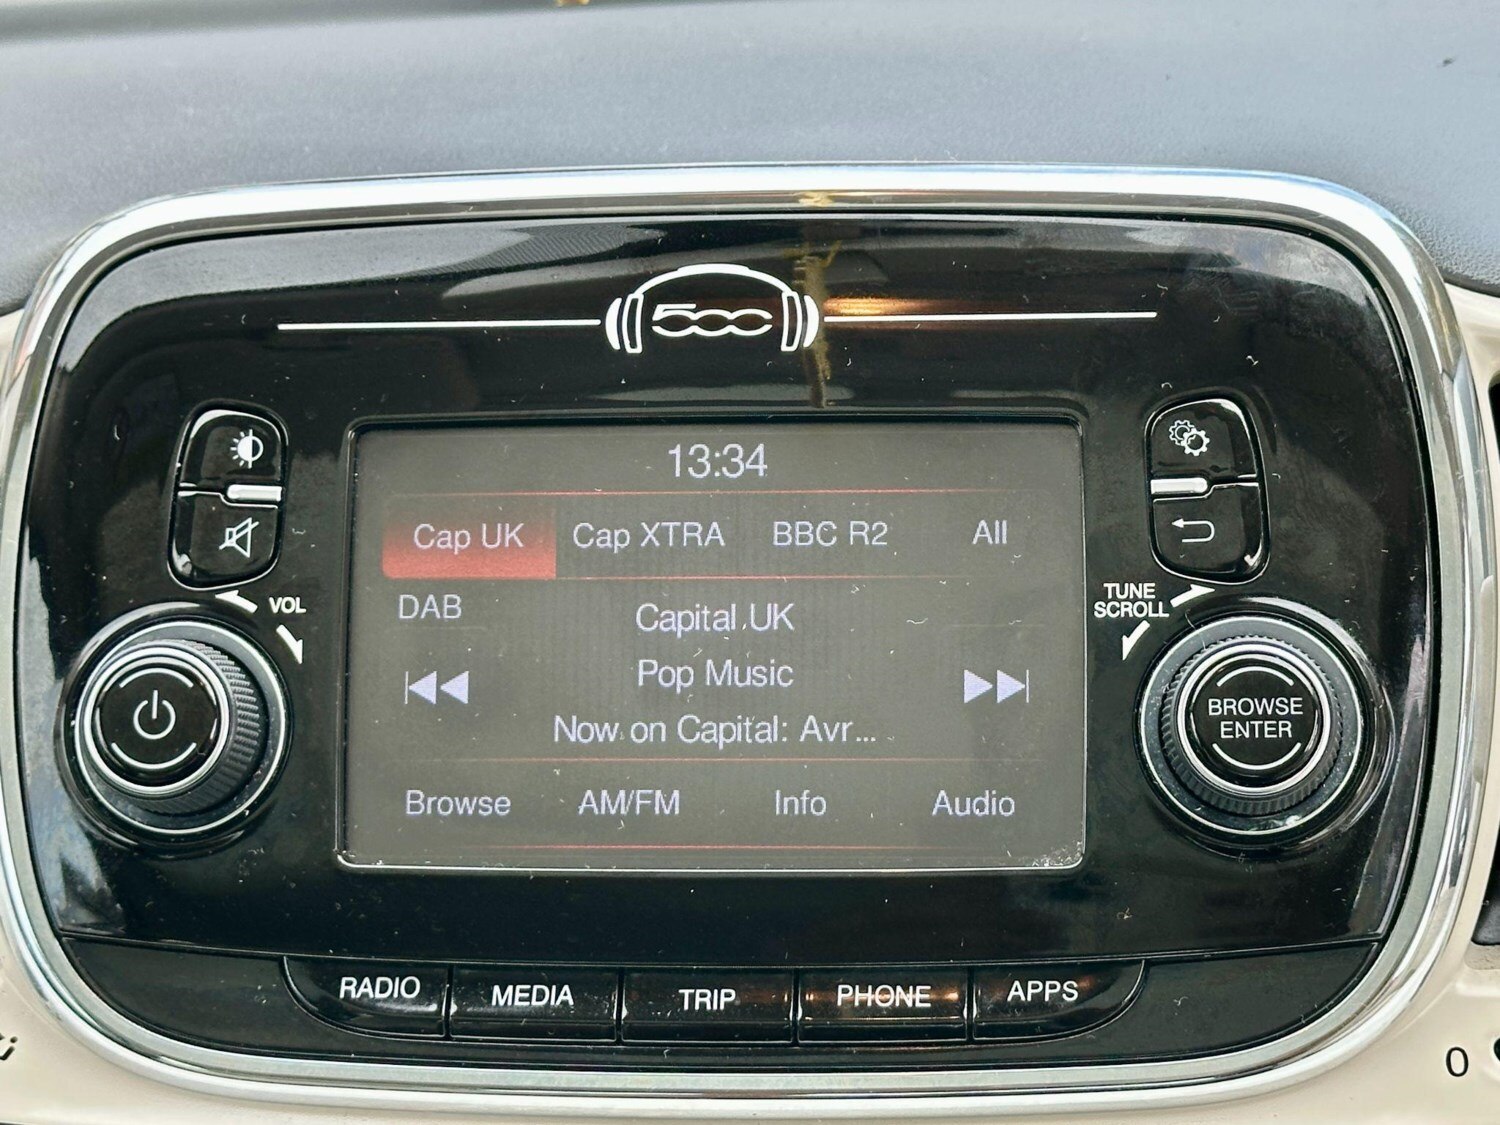 500
13:34
Cap UK Cap XTRA BBC R2 All
DAB
Capital UK
Pop Music
Now on Capital: Avr...
Browse AM/FM Info Audio
VOL
TUNE
SCROLL
BROWSE
ENTER
RADIO MEDIA TRIP PHONE APPS
0